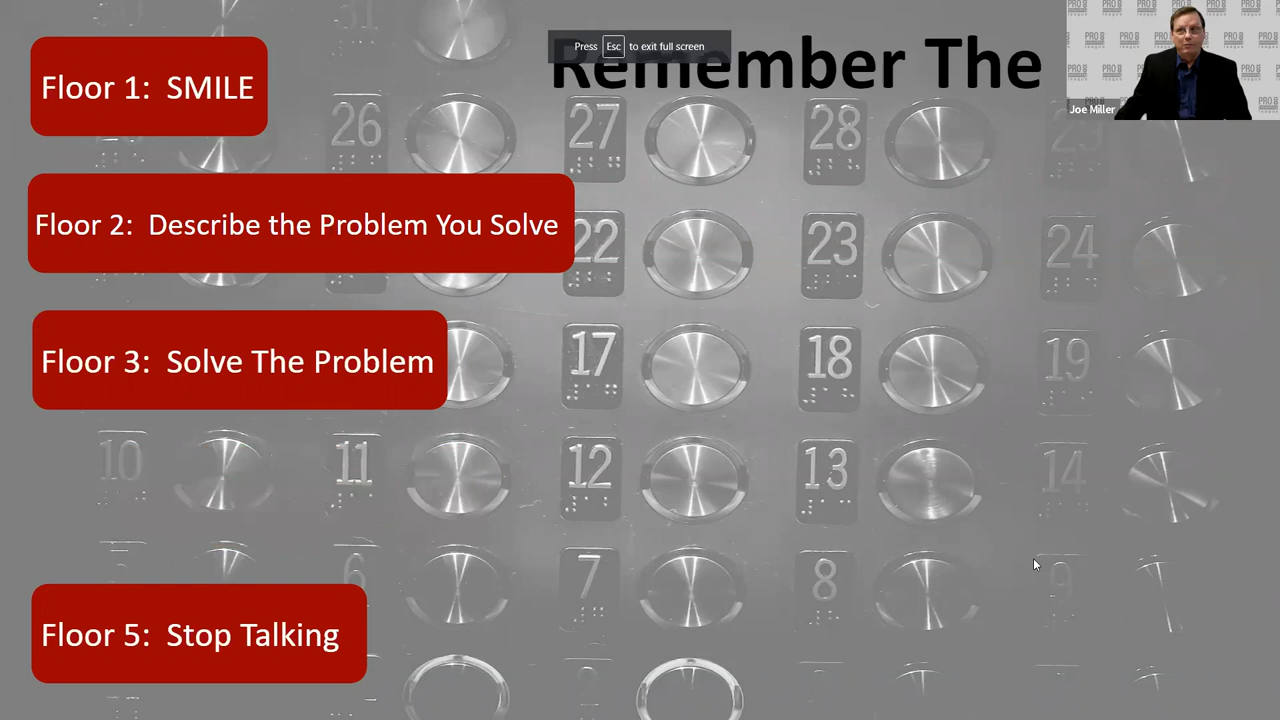 Remember The
Press Esc to exit full screen
Joe Miller
Floor 1: SMILE
Floor 2: Describe the Problem You Solve
Floor 3: Solve The Problem
Floor 5: Stop Talking
26
27
28
22
23
24
17
18
19
10
11
12
13
14
6
7
8
9